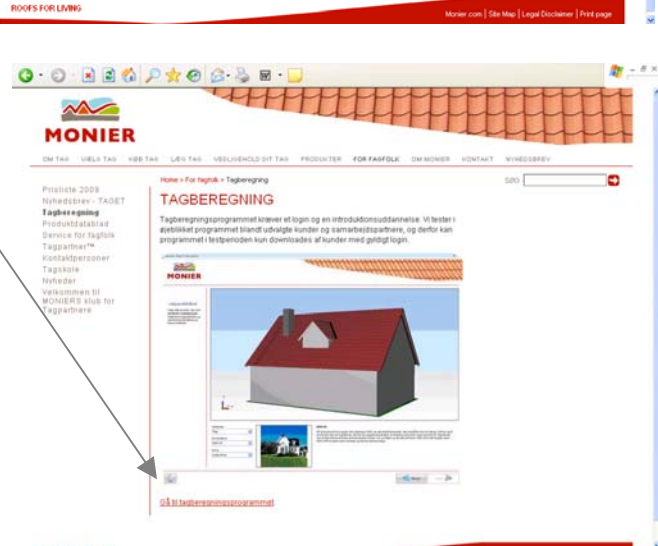 ROOFS FOR LIVING
Monier.com | Site Map | Legal Disclaimer | Print page
MONIER
OM TAG VÆLG TAG KØB TAG LÆG TAG VEDLIGEHOLD DIT TAG PRODUKTER FOR FAGFOLK OM MONIER KONTAKT NYHEDSBREV
Home > For fagfolk > Tagberegning
SØG
Prisliste 2009
Nyhedsbrev - TAGET
Tagberegning
Produktdatablad
Service for fagfolk
Tagpartner™
Kontaktpersoner
Tagskole
Nyheder
Velkommen til
MONIERS klub for
Tagpartnere
TAGBEREGNING
Tagberegningsprogrammet kræver et login og en introduktionsuddannelse. Vi tester i
øjeblikket programmet blandt udvalgte kunder og samarbejdspartnere, og derfor kan
programmet i testperioden kun downloades af kunder med gyldigt login.
MONIER
Gå til tagberegningsprogrammet